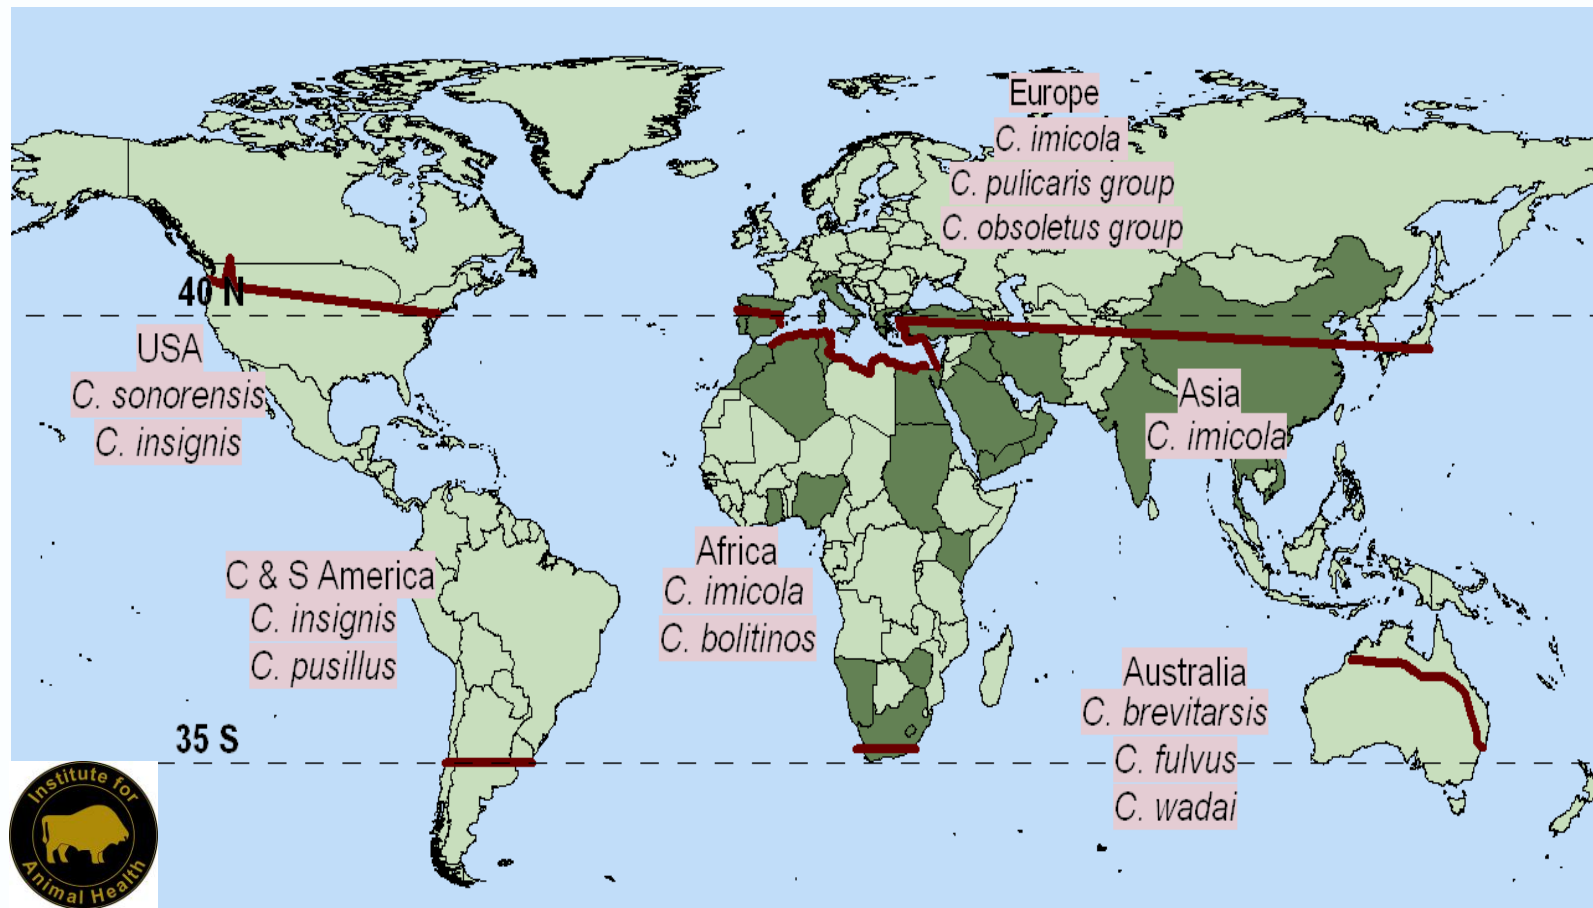 Europe
C. imicola
C. pulicaris group
C. obsoletus group
40 N
USA
C. sonorensis
C. insignis
Asia
C. imicola
Africa
C. imicola
C. bolitinos
C & S America
C. insignis
C. pusillus
Australia
C. brevitarsis
C. fulvus
C. wadai
35 S
Institute for
Animal Health